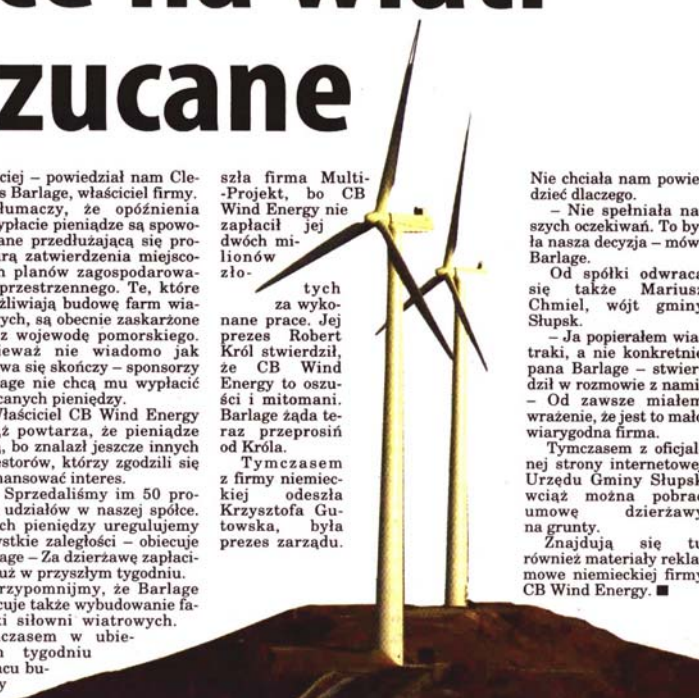 zucane
ciej – powiedział nam Cle-
s Barlage, właściciel firmy.
łumaczy, że opóźnienia
ypłacie pieniądze są spowo-
ane przedłużającą się pro-
rą zatwierdzenia miejsco-
h planów zagospodarowa-
przestrzennego. Te, które
żliwiają budowę farm wia-
ych, są obecnie zaskarżone
z wojewodę pomorskiego.
ieważ nie wiadomo jak
wa się skończy – sponsorzy
age nie chcą mu wypłacić
canych pieniędzy.
łaściciel CB Wind Energy
ż powtarza, że pieniądze
, bo znalazł jeszcze innych
estorów, którzy zgodzili się
nansować interes.
Sprzedaliśmy im 50 pro-
udziałów w naszej spółce.
ch pieniędzy uregulujemy
ystkie zaległości – obiecuje
age – Za dzierżawę zapłaci-
uż w przyszłym tygodniu.
rzypomnijmy, że Barlage
cuje także wybudowanie fa-
i siłowni wiatrowych.
czasem w ubie-
m tygodniu
acu bu-
y
szła firma Multi-
-Projekt, bo CB
Wind Energy nie
zapłacił jej
dwóch mi-
lionów
zło-
tych
za wyko-
nane prace. Jej
prezes Robert
Król stwierdził,
że CB Wind
Energy to oszu-
ści i mitomani.
Barlage żąda te-
raz przeprosin
od Króla.
Tymczasem
z firmy niemiec-
kiej odeszła
Krzysztofa Gu-
towska, była
prezes zarządu.
Nie chciała nam powie
dzieć dlaczego.
– Nie spełniała na
szych oczekiwań. To by
ła nasza decyzja – mów
Barlage.
Od spółki odwraca
się także Mariusz
Chmiel, wójt gminy
Słupsk.
– Ja popierałem wia
traki, a nie konkretnie
pana Barlage – stwier
dził w rozmowie z nami
– Od zawsze miałem
wrażenie, że jest to mało
wiarygodna firma.
Tymczasem z oficjal
nej strony internetowe
Urzędu Gminy Słupsk
wciąż można pobrać
umowę dzierżawy
na grunty.
Znajdują się tu
również materiały rekla
mowe niemieckiej firmy
CB Wind Energy. ■